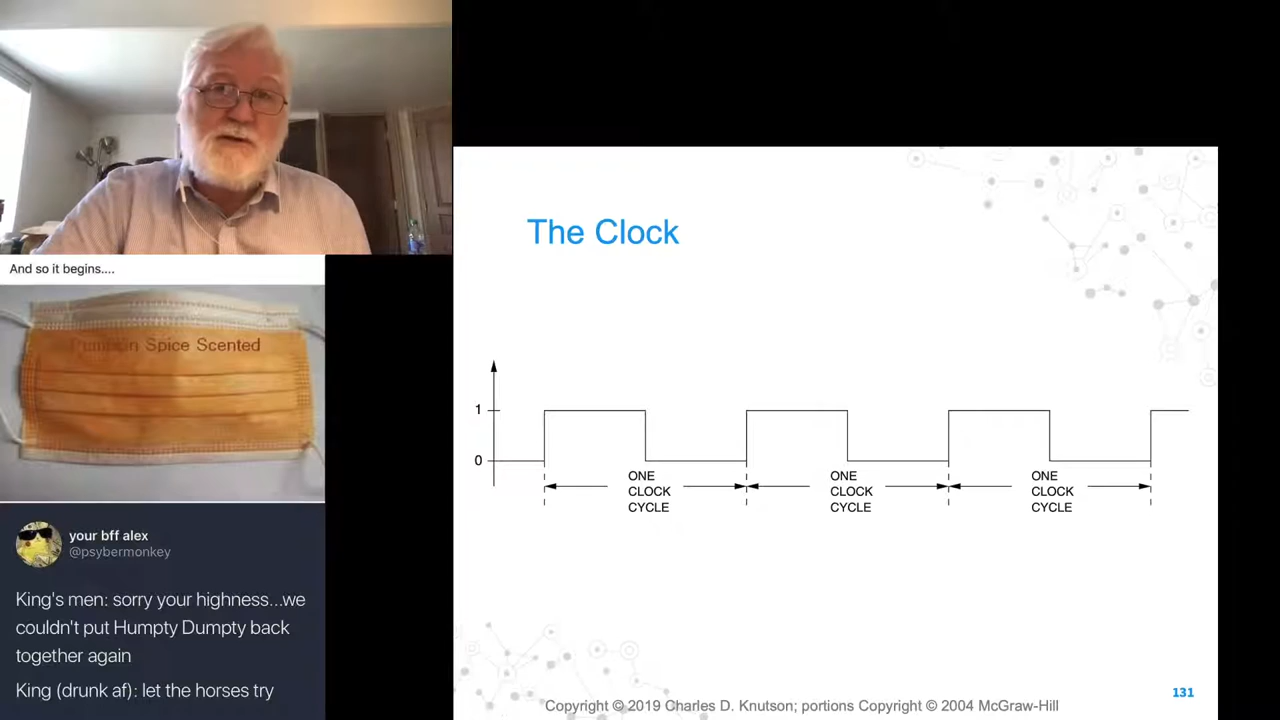 And so it begins....
Pumpkin Spice Scented
your bff alex
@psybermonkey
King's men: sorry your highness...we
couldn't put Humpty Dumpty back
together again
King (drunk af): let the horses try
The Clock
1
0
ONE
CLOCK
CYCLE
ONE
CLOCK
CYCLE
ONE
CLOCK
CYCLE
131
Copyright © 2019 Charles D. Knutson; portions Copyright © 2004 McGraw-Hill